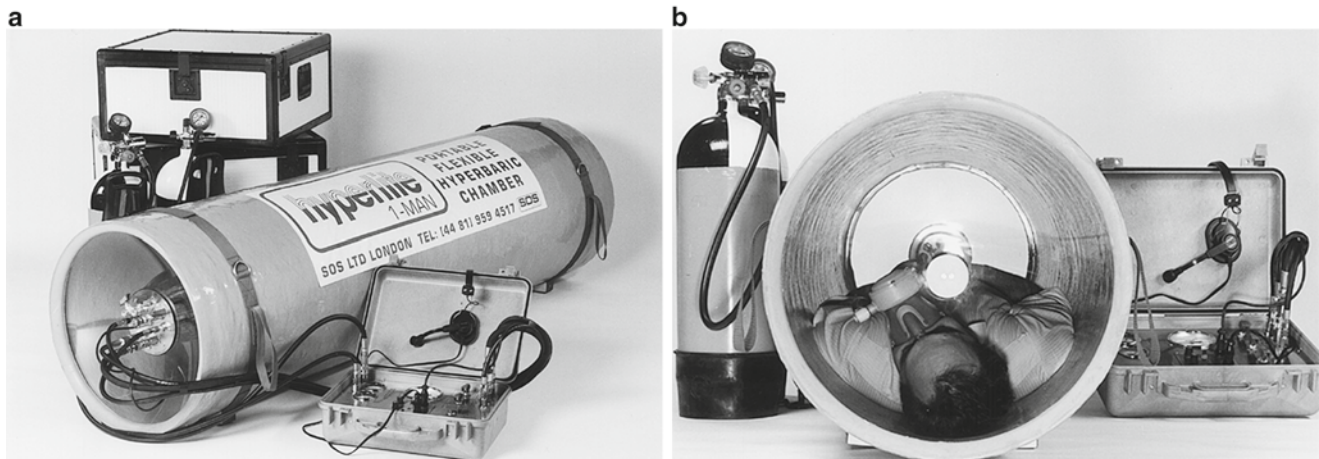 a
b
hyperlite
1-MAN
PORTABLE
FLEXIBLE
HYPERBARIC
CHAMBER
SOS
SOS LTD LONDON TEL: (44 81) 959 4517